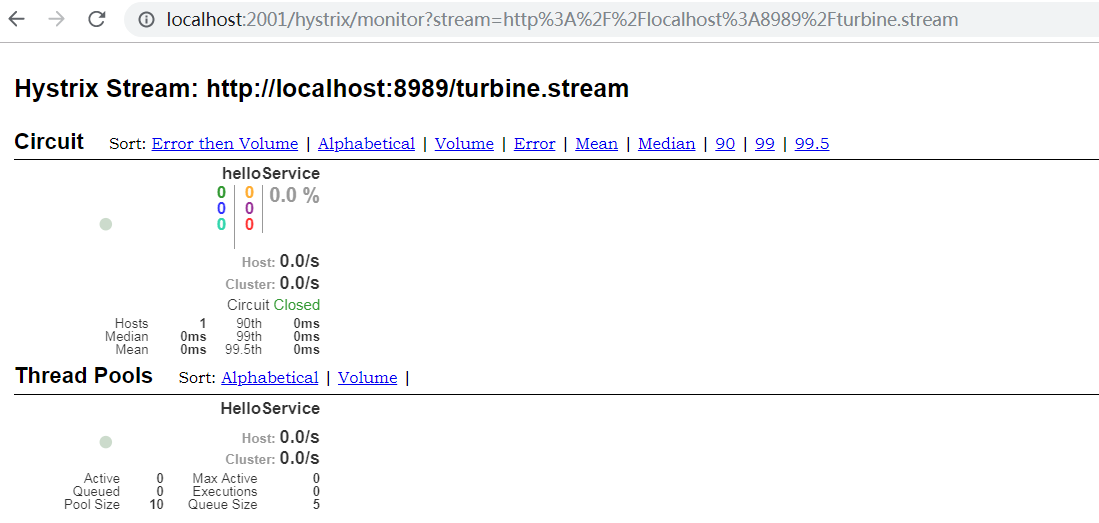 localhost:2001/hystrix/monitor?stream=http%3A%2F%2Flocalhost%3A8989%2Fturbine.stream
Hystrix Stream: http://localhost:8989/turbine.stream
Circuit Sort: Error then Volume | Alphabetical | Volume | Error | Mean | Median | 90 | 99 | 99.5
helloService
0 0 0.0 %
0 0
0 0
Host: 0.0/s
Cluster: 0.0/s
Circuit Closed
Hosts 1 90th 0ms
Median 0ms 99th 0ms
Mean 0ms 99.5th 0ms
Thread Pools Sort: Alphabetical | Volume |
HelloService
Host: 0.0/s
Cluster: 0.0/s
Active 0 Max Active 0
Queued 0 Executions 0
Pool Size 10 Queue Size 5